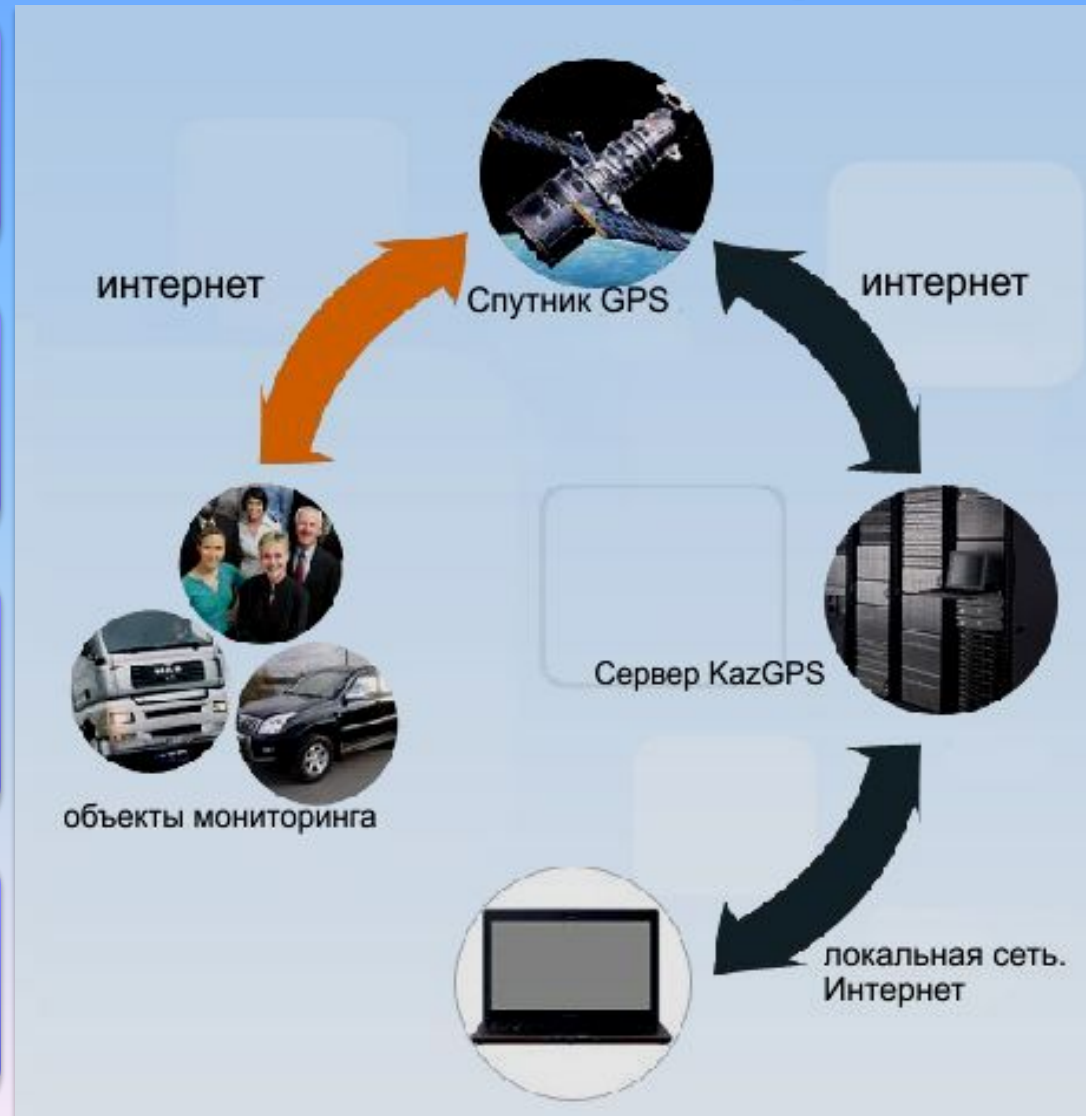 интернет
интернет
Спутник GPS
Сервер KazGPS
объекты мониторинга
локальная сеть.
Интернет